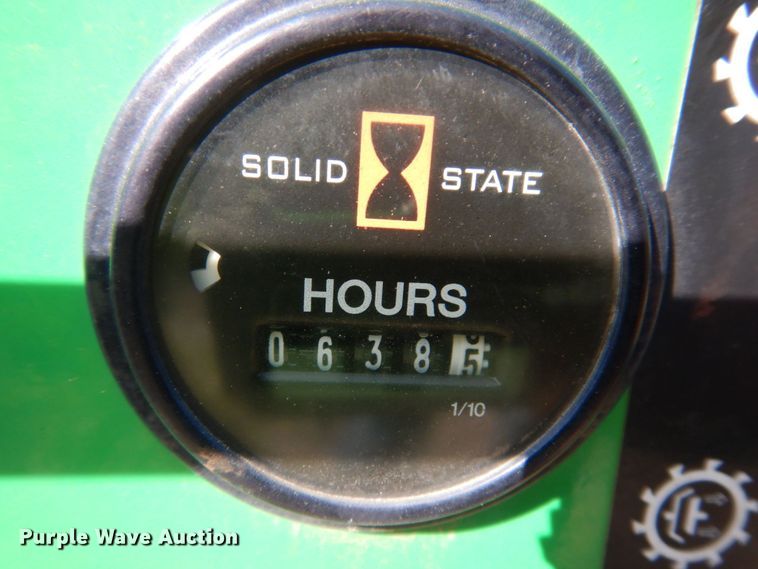 SOLID STATE
HOURS
0 6 3 8 5
1/10
Purple Wave Auction